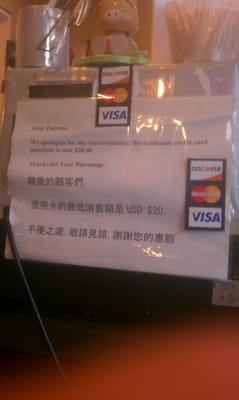 DISCOVER
MasterCard
VISA
Dear Patrons,
We apologize for any inconvenience; the minimum credit card
purchase is now $20.00.
Thanks for Your Patronage
親愛的顧客們.
信用卡的最低消費額是 USD $20.
不便之處, 敬請見諒. 謝謝您的惠顧.
DISCOVER
MasterCard
VISA